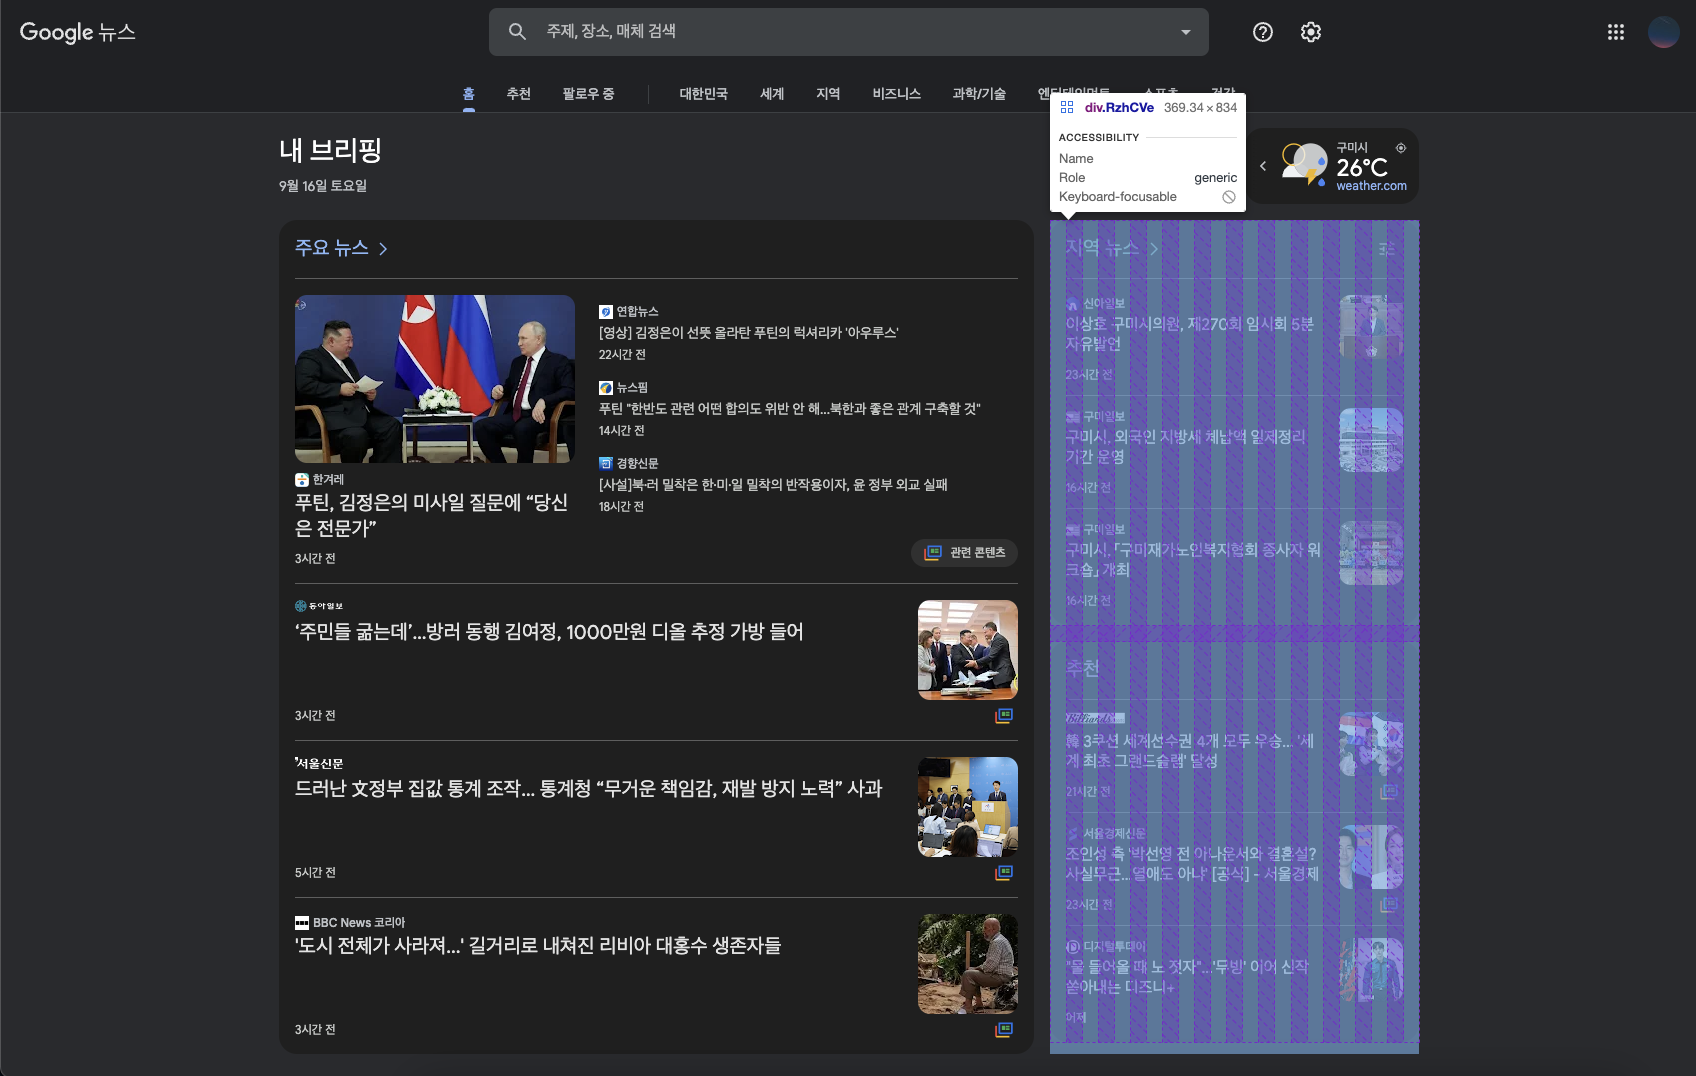 Google 뉴스
주제, 장소, 매체 검색
홈 추천 팔로우 중 대한민국 세계 지역 비즈니스 과학/기술 엔터테인먼트 스포츠 건강
div.RzhCVe 369.34 × 834
ACCESSIBILITY
Name
Role generic
Keyboard-focusable
내 브리핑
9월 16일 토요일
구미시
26°C
weather.com
주요 뉴스
한겨레
푸틴, 김정은의 미사일 질문에 “당신
은 전문가”
3시간 전
연합뉴스
[영상] 김정은이 선뜻 올라탄 푸틴의 럭셔리카 '아우루스'
22시간 전
뉴스핌
푸틴 "한반도 관련 어떤 합의도 위반 안 해...북한과 좋은 관계 구축할 것"
14시간 전
경향신문
[사설]북·러 밀착은 한·미·일 밀착의 반작용이자, 윤 정부 외교 실패
18시간 전
관련 콘텐츠
동아일보
‘주민들 굶는데’…방러 동행 김여정, 1000만원 디올 추정 가방 들어
3시간 전
서울신문
드러난 文정부 집값 통계 조작… 통계청 “무거운 책임감, 재발 방지 노력” 사과
5시간 전
BBC News 코리아
'도시 전체가 사라져...' 길거리로 내쳐진 리비아 대홍수 생존자들
3시간 전
지역 뉴스
신아일보
이상호 구미시의원, 제270회 임시회 5분
자유발언
23시간 전
구미일보
구미시, 외국인 지방세 체납액 일제정리
기간 운영
16시간 전
구미일보
구미시, 「구미재가노인복지협회 종사자 워
크숍」 개최
16시간 전
추천
韓 3쿠션 세계선수권 4개 모두 우승… '세
계 최초 그랜드슬램' 달성
21시간 전
서울경제신문
조인성 측 '박선영 전 아나운서와 결혼설?
사실무근…열애도 아냐' [공식] - 서울경제
23시간 전
디지털투데이
"물 들어올 때 노 젓자"...'무빙' 이어 신작
쏟아내는 디즈니+
어제